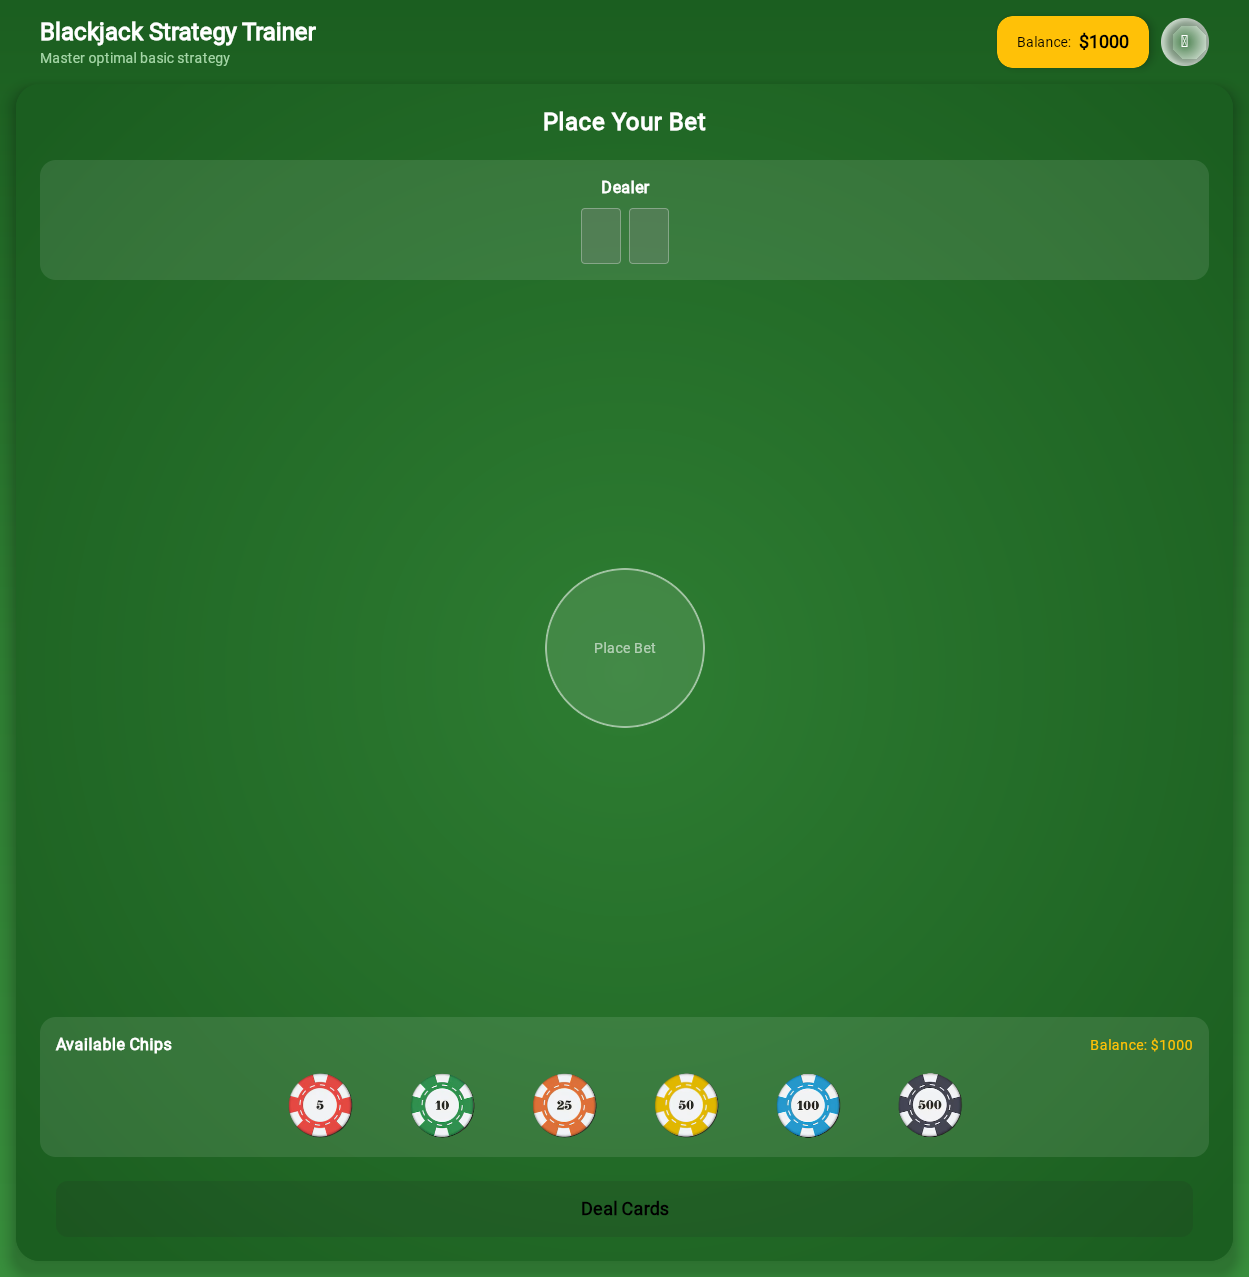 Blackjack Strategy Trainer
Master optimal basic strategy
Balance: $1000
Place Your Bet
Dealer
Place Bet
Available Chips
Balance: $1000
5 10 25 50 100 500
Deal Cards